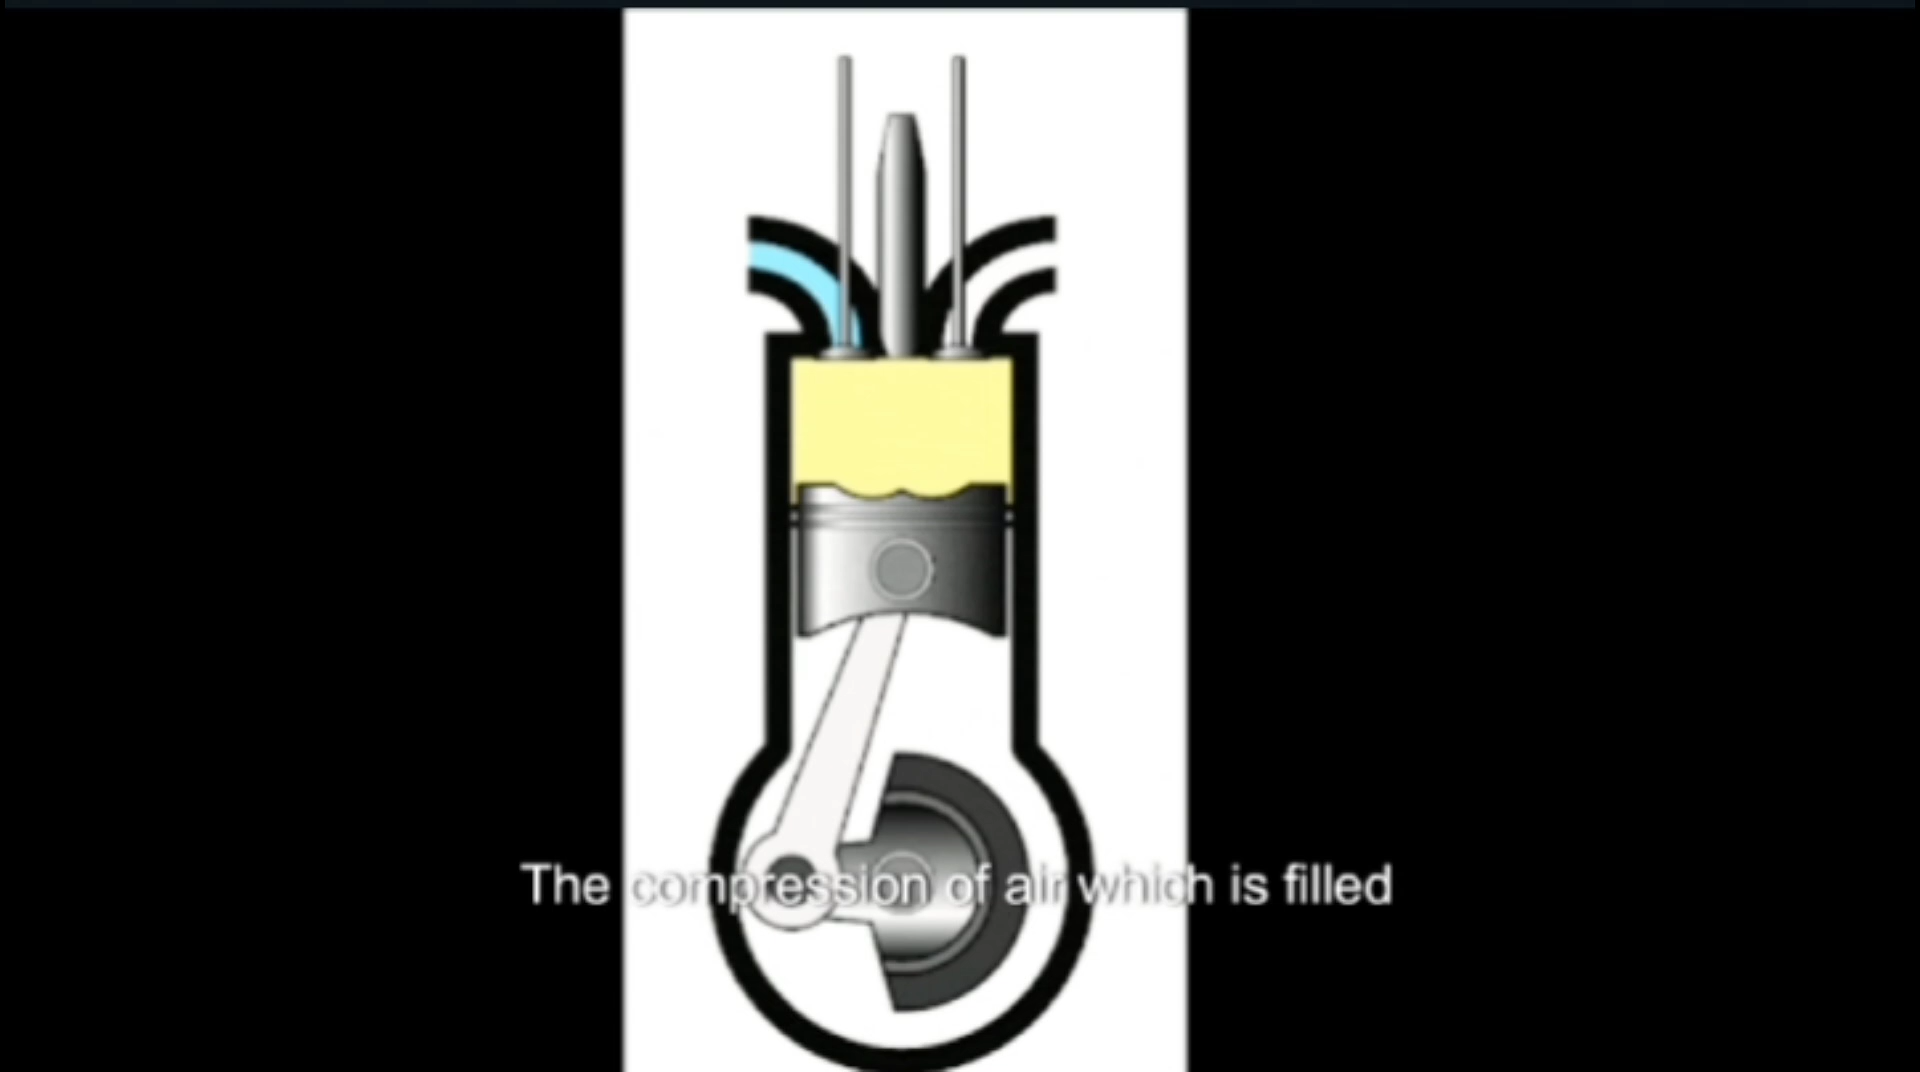 The compression of air which is filled